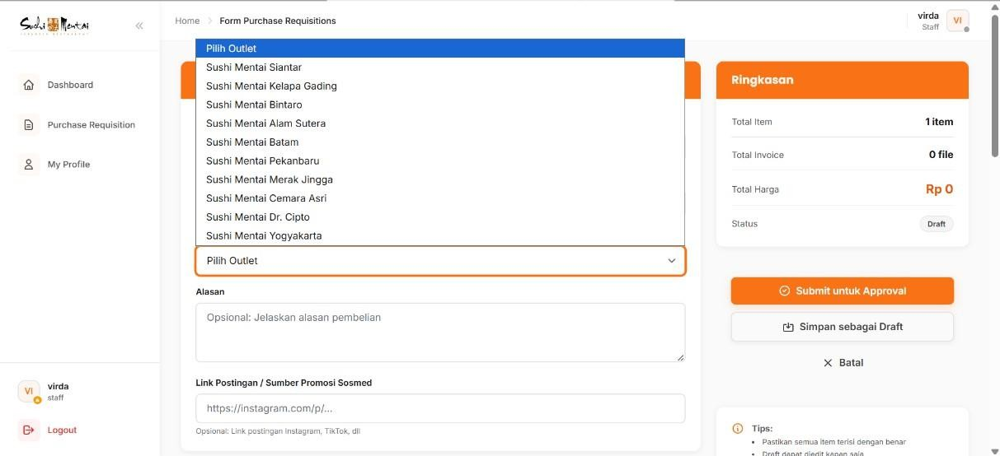 Sushi Mentai
JAPANESE RESTAURANT
Dashboard
Purchase Requisition
My Profile
VI
virda
staff
Logout
Home > Form Purchase Requisitions
virda
Staff
VI
Pilih Outlet
Sushi Mentai Siantar
Sushi Mentai Kelapa Gading
Sushi Mentai Bintaro
Sushi Mentai Alam Sutera
Sushi Mentai Batam
Sushi Mentai Pekanbaru
Sushi Mentai Merak Jingga
Sushi Mentai Cemara Asri
Sushi Mentai Dr. Cipto
Sushi Mentai Yogyakarta
Pilih Outlet
Alasan
Opsional: Jelaskan alasan pembelian
Link Postingan / Sumber Promosi Sosmed
https://instagram.com/p/...
Opsional: Link postingan Instagram, TikTok, dll
Ringkasan
Total Item 1 item
Total Invoice 0 file
Total Harga Rp 0
Status Draft
Submit untuk Approval
Simpan sebagai Draft
Batal
Tips:
Pastikan semua item terisi dengan benar
Draft dapat diedit kapan saja